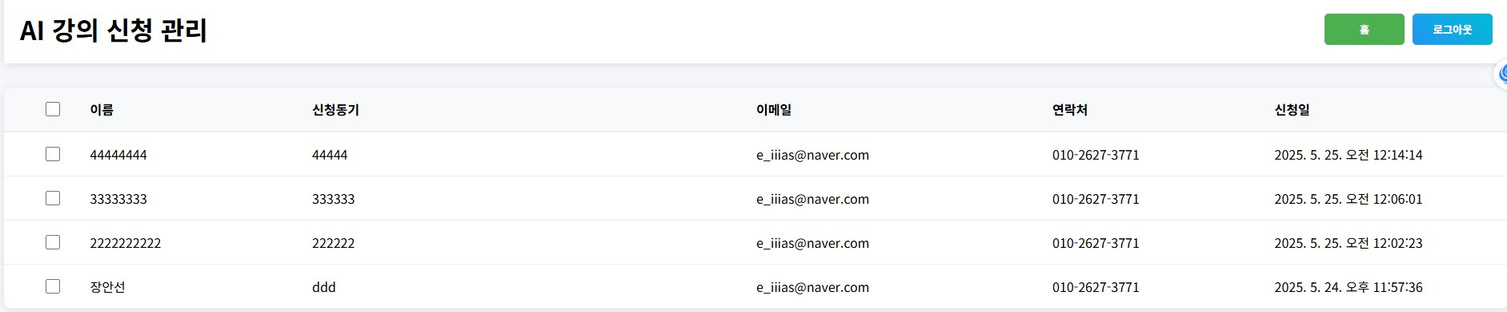 AI 강의 신청 관리
홈 로그아웃
이름 신청동기 이메일 연락처 신청일
44444444 44444 e_iiias@naver.com 010-2627-3771 2025. 5. 25. 오전 12:14:14
33333333 333333 e_iiias@naver.com 010-2627-3771 2025. 5. 25. 오전 12:06:01
2222222222 222222 e_iiias@naver.com 010-2627-3771 2025. 5. 25. 오전 12:02:23
장안선 ddd e_iiias@naver.com 010-2627-3771 2025. 5. 24. 오후 11:57:36